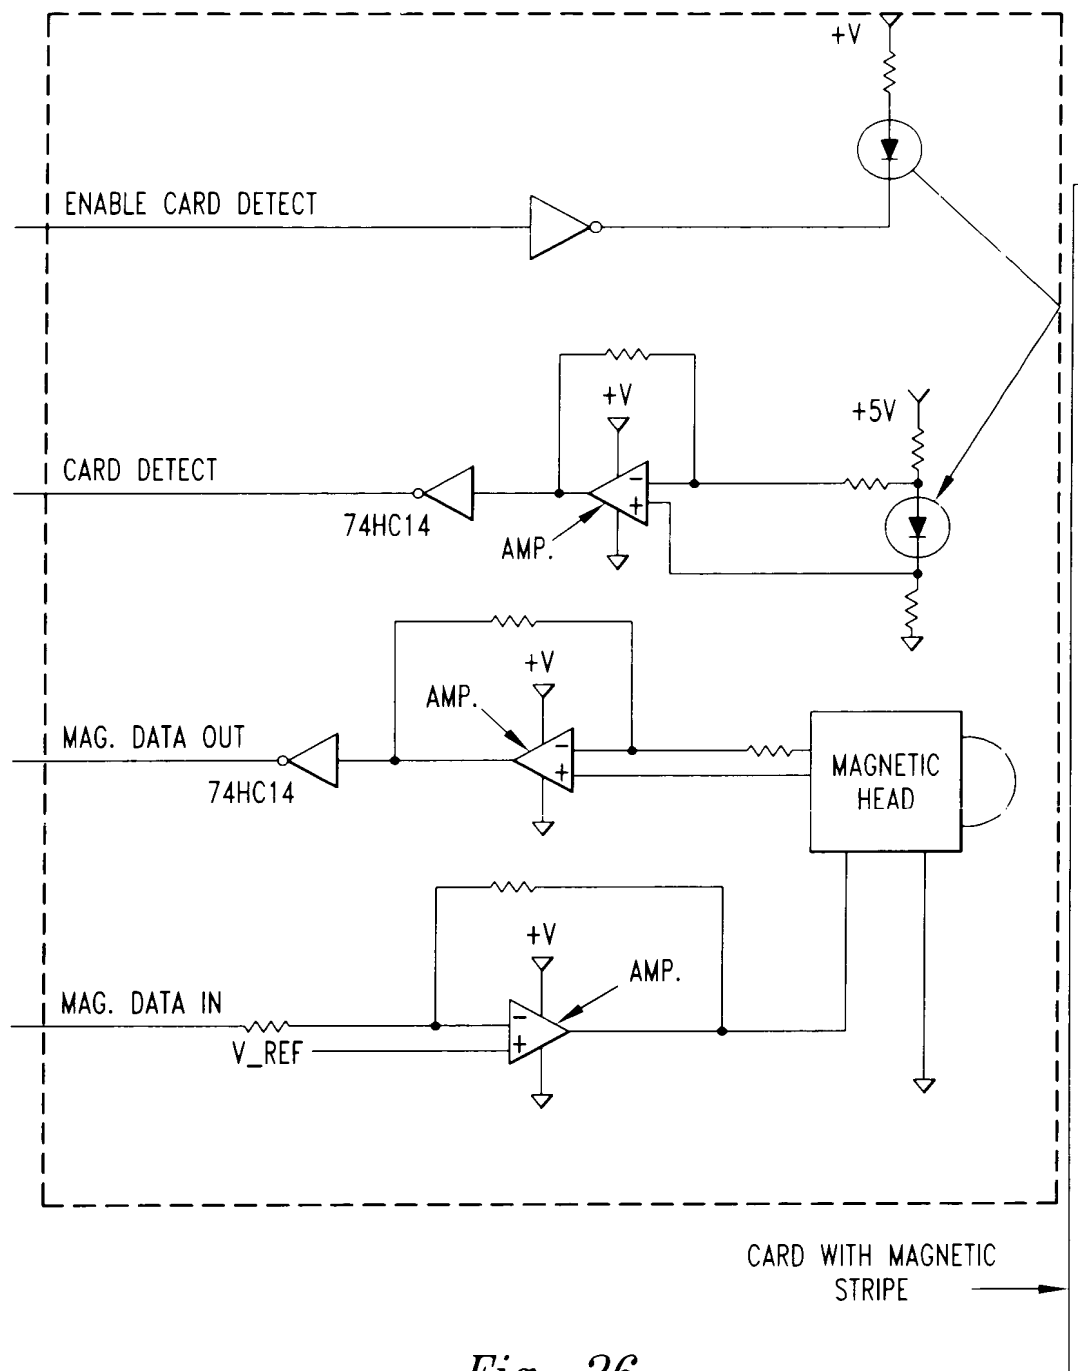 +V
ENABLE CARD DETECT
+V
+5V
CARD DETECT
- +
74HC14
AMP.
+V
AMP.
MAG. DATA OUT
- +
74HC14
MAGNETIC
HEAD
+V
AMP.
MAG. DATA IN
- +
V_REF
CARD WITH MAGNETIC
STRIPE
Fig. 26